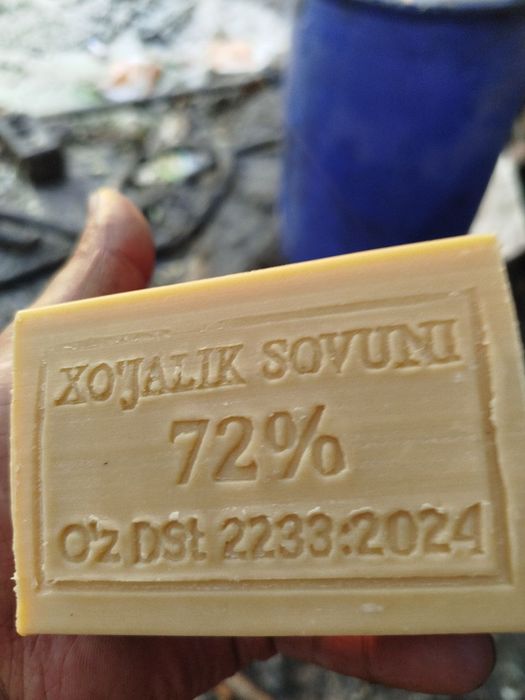 XO'JALIK SOVUNI
72%
O'z DSt 2233:2024